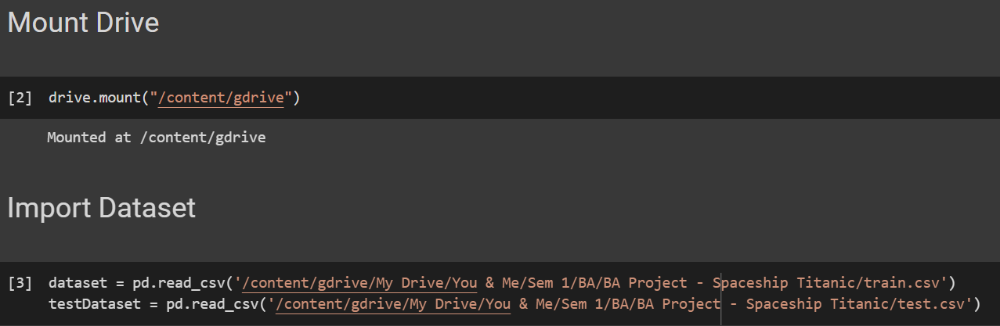 Mount Drive
[2] drive.mount("/content/gdrive")
Mounted at /content/gdrive
Import Dataset
[3] dataset = pd.read_csv('/content/gdrive/My Drive/You & Me/Sem 1/BA/BA Project - Spaceship Titanic/train.csv')
testDataset = pd.read_csv('/content/gdrive/My Drive/You & Me/Sem 1/BA/BA Project - Spaceship Titanic/test.csv')